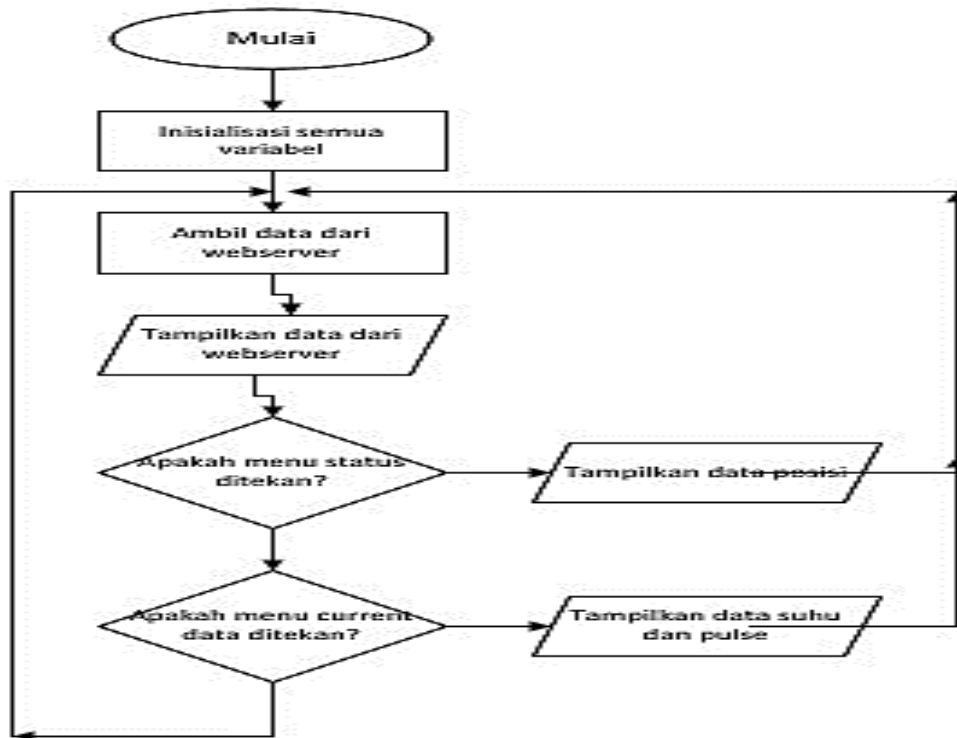 Mulai
Inisialisasi semua
variabel
Ambil data dari
webserver
Tampilkan data dari
webserver
Apakah menu status
ditekan?
Tampilkan data posisi
Apakah menu current
data ditekan?
Tampilkan data suhu
dan pulse